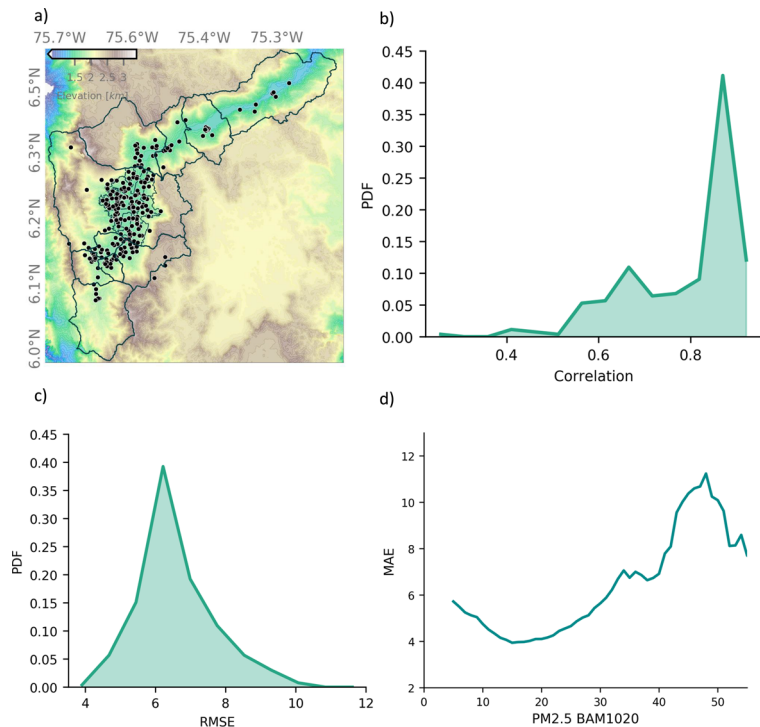 a)
75.7°W 75.6°W 75.4°W 75.3°W
1.5 2 2.5 3
Elevation [km]
6.5°N
6.3°N
6.2°N
6.1°N
6.0°N
b)
0.45
0.40
0.35
0.30
0.25
0.20
0.15
0.10
0.05
0.00
PDF
0.4 0.6 0.8
Correlation
c)
0.45
0.40
0.35
0.30
0.25
0.20
0.15
0.10
0.05
0.00
PDF
4 6 8 10 12
RMSE
d)
12
10
8
6
4
2
MAE
0 10 20 30 40 50
PM2.5 BAM1020